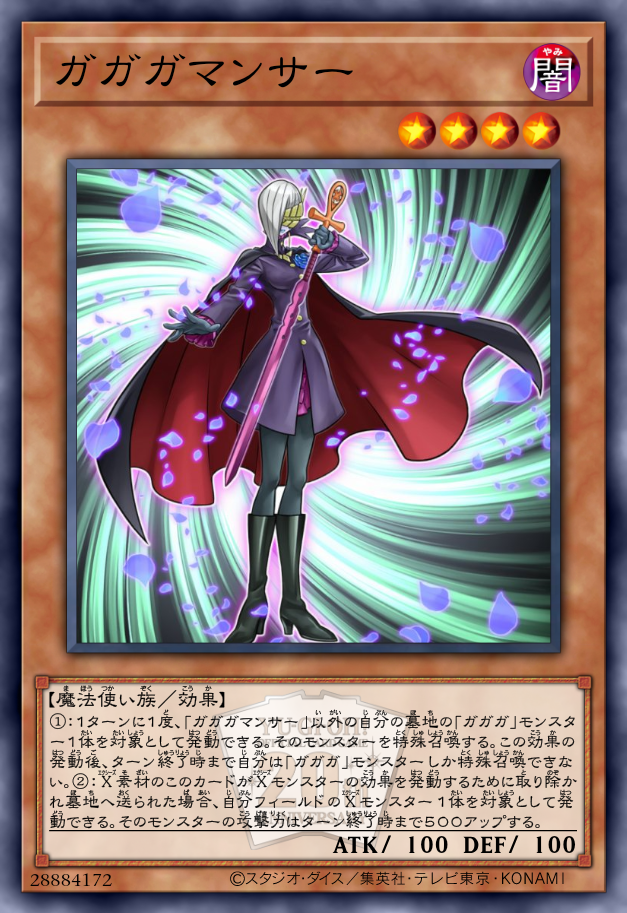 ガガガマンサー
やみ
闇
【魔法使い族／効果】
①：1ターンに1度、「ガガガマンサー」以外の自分の墓地の「ガガガ」モンスタ
ー1体を対象として発動できる。そのモンスターを特殊召喚する。この効果の
発動後、ターン終了時まで自分は「ガガガ」モンスターしか特殊召喚できな
い。②：X素材のこのカードがXモンスターの効果を発動するために取り除か
れ墓地へ送られた場合、自分フィールドのXモンスター1体を対象として発
動できる。そのモンスターの攻撃力はターン終了時まで500アップする。
ATK/ 100 DEF/ 100
28884172
©スタジオ・ダイス／集英社・テレビ東京・KONAMI